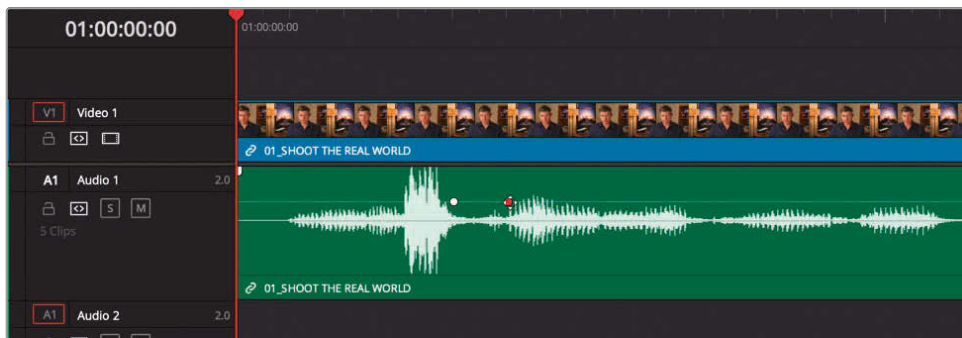 01:00:00:00
01:00:00:00
V1 Video 1
01_SHOOT THE REAL WORLD
A1 Audio 1 2.0
S M
5 Clips
01_SHOOT THE REAL WORLD
A1 Audio 2 2.0